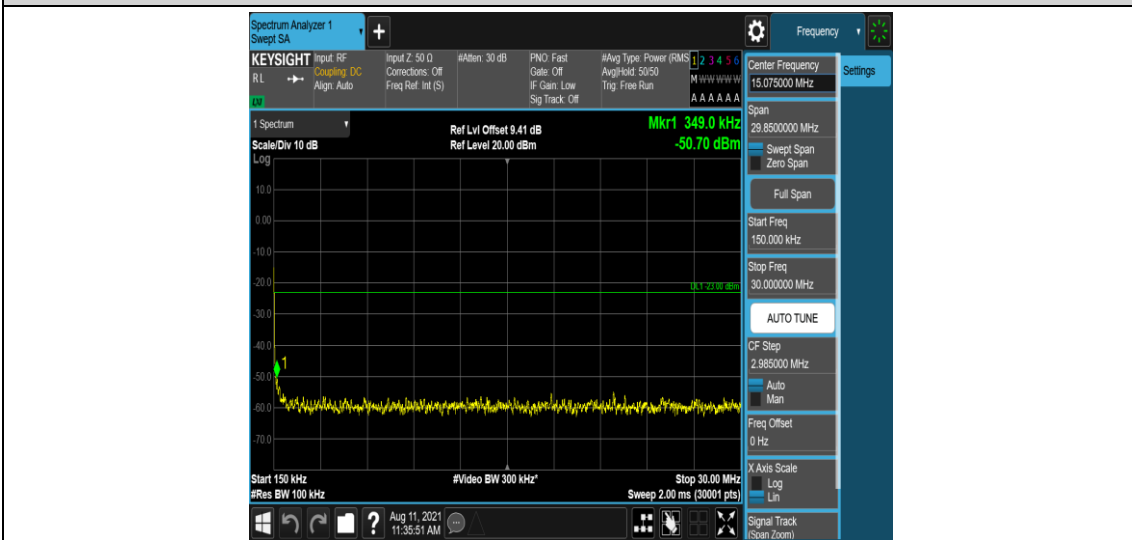 Spectrum Analyzer 1
Swept SA
+
Frequency
KEYSIGHT
RL
LXI
Input: RF
Coupling: DC
Align: Auto
Input Z: 50 Ω
Corrections: Off
Freq Ref: Int (S)
#Atten: 30 dB
PNO: Fast
Gate: Off
IF Gain: Low
Sig Track: Off
#Avg Type: Power (RMS
Avg|Hold: 50/50
Trig: Free Run
1 2 3 4 5 6
M W W W W W
A A A A A A
1 Spectrum
Scale/Div 10 dB
Ref Lvl Offset 9.41 dB
Ref Level 20.00 dBm
Mkr1 349.0 kHz
-50.70 dBm
Log
10.0
0.00
-10.0
-20.0
-30.0
-40.0
-50.0
-60.0
-70.0
DL1 -23.00 dBm
1
Start 150 kHz
#Res BW 100 kHz
#Video BW 300 kHz*
Stop 30.00 MHz
Sweep 2.00 ms (30001 pts)
Center Frequency
15.075000 MHz
Settings
Span
29.8500000 MHz
Swept Span
Zero Span
Full Span
Start Freq
150.000 kHz
Stop Freq
30.000000 MHz
AUTO TUNE
CF Step
2.985000 MHz
Auto
Man
Freq Offset
0 Hz
X Axis Scale
Log
Lin
Signal Track
(Span Zoom)
?
Aug 11, 2021
11:35:51 AM